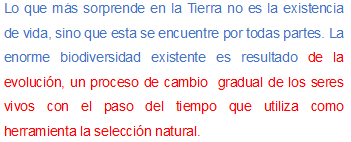 Lo que más sorprende en la Tierra no es la existencia
de vida, sino que esta se encuentre por todas partes. La
enorme biodiversidad existente es resultado de la
evolución, un proceso de cambio gradual de los seres
vivos con el paso del tiempo que utiliza como
herramienta la selección natural.